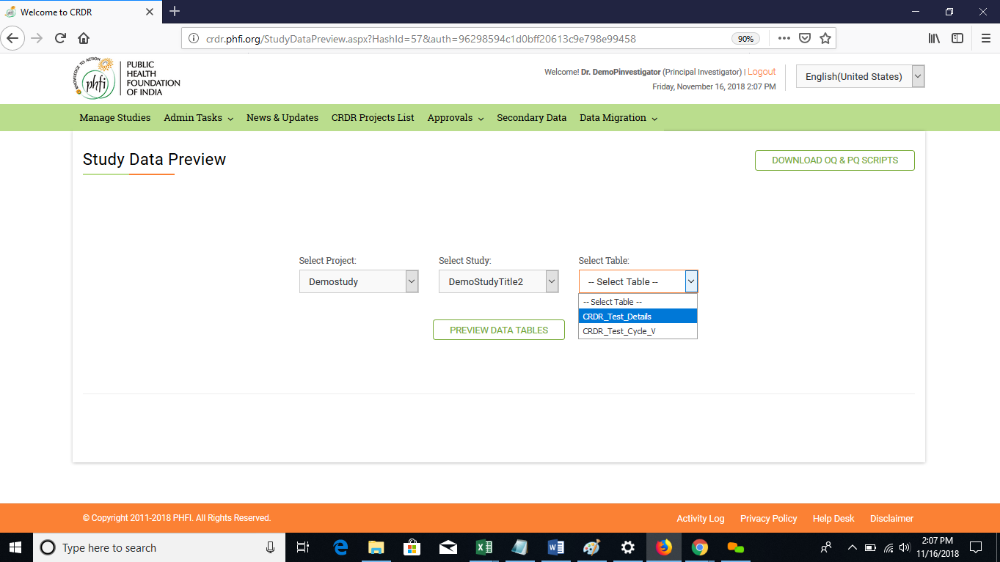 Welcome to CRDR
crdr.phfi.org/StudyDataPreview.aspx?HashId=57&auth=96298594c1d0bff20613c9e798e99458
90%
KNOWLEDGE TO ACTION
phfi
PUBLIC
HEALTH
FOUNDATION
OF INDIA
Welcome! Dr. DemoPinvestigator (Principal Investigator) | Logout
Friday, November 16, 2018 2:07 PM
English(United States)
Manage Studies Admin Tasks News & Updates CRDR Projects List Approvals Secondary Data Data Migration
Study Data Preview
DOWNLOAD OQ & PQ SCRIPTS
Select Project: Select Study: Select Table:
Demostudy DemoStudyTitle2 -- Select Table --
-- Select Table --
CRDR_Test_Details
CRDR_Test_Cycle_V
PREVIEW DATA TABLES
© Copyright 2011-2018 PHFI. All Rights Reserved.
Activity Log Privacy Policy Help Desk Disclaimer
Type here to search
2:07 PM
11/16/2018